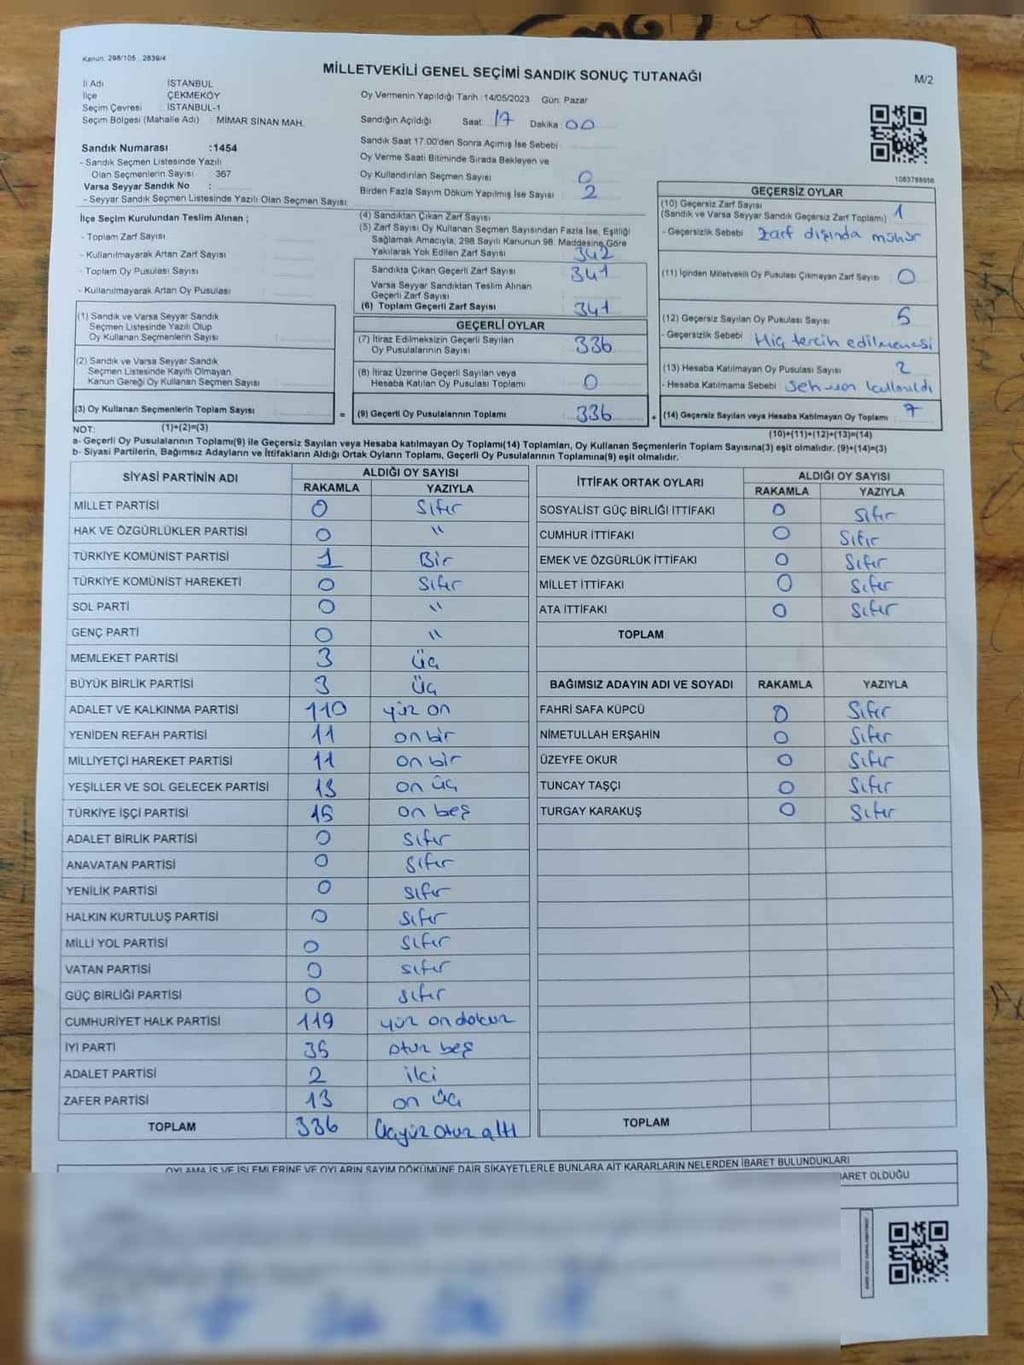 Kanun: 298/105 , 2839/4
MİLLETVEKİLİ GENEL SEÇİMİ SANDIK SONUÇ TUTANAĞI
M/2
İl Adı İSTANBUL
İlçe ÇEKMEKÖY
Seçim Çevresi : İSTANBUL-1
Seçim Bölgesi (Mahalle Adı) : MİMAR SİNAN MAH.
Oy Vermenin Yapıldığı Tarih :14/05/2023 Gün: Pazar
Sandığın Açıldığı Saat: 17 Dakika 00
Sandık Saat 17.00'den Sonra Açımış İse Sebebi
Oy Verme Saati Bitiminde Sırada Bekleyen ve
Oy Kullandırılan Seçmen Sayısı 0
Birden Fazla Sayım Döküm Yapılmış İse Sayısı 2
Sandık Numarası :1454
- Sandık Seçmen Listesinde Yazılı
Olan Seçmenlerin Sayısı 367
Varsa Seyyar Sandık No :
- Seyyar Sandık Seçmen Listesinde Yazılı Olan Seçmen Sayısı
İlçe Seçim Kurulundan Teslim Alınan ;
- Toplam Zarf Sayısı
- Kullanılmayarak Artan Zarf Sayısı
- Toplam Oy Pusulası Sayısı
- Kullanılmayarak Artan Oy Pusulası
(1) Sandık ve Varsa Seyyar Sandık
Seçmen Listesinde Yazılı Olup
Oy Kullanan Seçmenlerin Sayısı
(2) Sandık ve Varsa Seyyar Sandık
Seçmen Listesinde Kayıtlı Olmayan
Kanun Gereği Oy Kullanan Seçmen Sayısı
(3) Oy Kullanan Seçmenlerin Toplam Sayısı
(4) Sandıktan Çıkan Zarf Sayısı
(5) Zarf Sayısı Oy Kullanan Seçmen Sayısından Fazla İse, Eşitliği
Sağlamak Amacıyla, 298 Sayılı Kanunun 98. Maddesine Göre
Yakılarak Yok Edilen Zarf Sayısı 342
Sandıkta Çıkan Geçerli Zarf Sayısı 341
Varsa Seyyar Sandıktan Teslim Alınan
Geçerli Zarf Sayısı
(6) Toplam Geçerli Zarf Sayısı 341
GEÇERLİ OYLAR
(7) İtiraz Edilmeksizin Geçerli Sayılan
Oy Pusulalarının Sayısı 336
(8) İtiraz Üzerine Geçerli Sayılan veya
Hesaba Katılan Oy Pusulası Toplamı 0
= (9) Geçerli Oy Pusulalarının Toplamı 336
1083798958
GEÇERSİZ OYLAR
(10) Geçersiz Zarf Sayısı
(Sandık ve Varsa Seyyar Sandık Geçersiz Zarf Toplamı) 1
- Geçersizlik Sebebi Zarf dışında mühür
(11) İçinden Milletvekili Oy Pusulası Çıkmayan Zarf Sayısı 0
(12) Geçersiz Sayılan Oy Pusulası Sayısı 5
- Geçersizlik Sebebi Hiç tercih edilmemesi
(13) Hesaba Katılmayan Oy Pusulası Sayısı 2
- Hesaba Katılmama Sebebi Sehven kullanıldı
+ (14) Geçersiz Sayılan veya Hesaba Katılmayan Oy Toplamı 7
NOT: (1)+(2)=(3)
(10)+(11)+(12)+(13)=(14)
a- Geçerli Oy Pusulalarının Toplamı(9) ile Geçersiz Sayılan veya Hesaba katılmayan Oy Toplamı(14) Toplamları, Oy Kullanan Seçmenlerin Toplam Sayısına(3) eşit olmalıdır. (9)+(14)=(3)
b- Siyasi Partilerin, Bağımsız Adayların ve İttifakların Aldığı Ortak Oyların Toplamı, Geçerli Oy Pusulalarının Toplamına(9) eşit olmalıdır.
SİYASİ PARTİNİN ADI ALDIĞI OY SAYISI
RAKAMLA YAZIYLA
MİLLET PARTİSİ 0 Sıfır
HAK VE ÖZGÜRLÜKLER PARTİSİ 0 "
TÜRKİYE KOMÜNİST PARTİSİ 1 Bir
TÜRKİYE KOMÜNİST HAREKETİ 0 Sıfır
SOL PARTİ 0 "
GENÇ PARTİ 0 "
MEMLEKET PARTİSİ 3 Üç
BÜYÜK BİRLİK PARTİSİ 3 Üç
ADALET VE KALKINMA PARTİSİ 110 yüz on
YENİDEN REFAH PARTİSİ 11 on bir
MİLLİYETÇİ HAREKET PARTİSİ 11 on bir
YEŞİLLER VE SOL GELECEK PARTİSİ 13 on üç
TÜRKİYE İŞÇİ PARTİSİ 15 on beş
ADALET BİRLİK PARTİSİ 0 sıfır
ANAVATAN PARTİSİ 0 sıfır
YENİLİK PARTİSİ 0 sıfır
HALKIN KURTULUŞ PARTİSİ 0 sıfır
MİLLİ YOL PARTİSİ 0 sıfır
VATAN PARTİSİ 0 sıfır
GÜÇ BİRLİĞİ PARTİSİ 0 sıfır
CUMHURİYET HALK PARTİSİ 119 yüz on dokuz
İYİ PARTİ 35 otuz beş
ADALET PARTİSİ 2 iki
ZAFER PARTİSİ 13 on üç
TOPLAM 336 Üçyüz otuz altı
İTTİFAK ORTAK OYLARI ALDIĞI OY SAYISI
RAKAMLA YAZIYLA
SOSYALİST GÜÇ BİRLİĞİ İTTİFAKI 0 Sıfır
CUMHUR İTTİFAKI 0 Sıfır
EMEK VE ÖZGÜRLÜK İTTİFAKI 0 Sıfır
MİLLET İTTİFAKI 0 Sıfır
ATA İTTİFAKI 0 Sıfır
TOPLAM
BAĞIMSIZ ADAYIN ADI VE SOYADI RAKAMLA YAZIYLA
FAHRİ SAFA KÜPCÜ 0 Sıfır
NİMETULLAH ERŞAHİN 0 Sıfır
ÜZEYFE OKUR 0 Sıfır
TUNCAY TAŞÇI 0 Sıfır
TURGAY KARAKUŞ 0 Sıfır
TOPLAM
OYLAMA İŞ VE İŞLEMLERİNE VE OYLARIN SAYIM DÖKÜMÜNE DAİR ŞİKAYETLERLE BUNLARA AİT KARARLARIN NELERDEN İBARET BULUNDUKLARI
BARET OLDUĞU